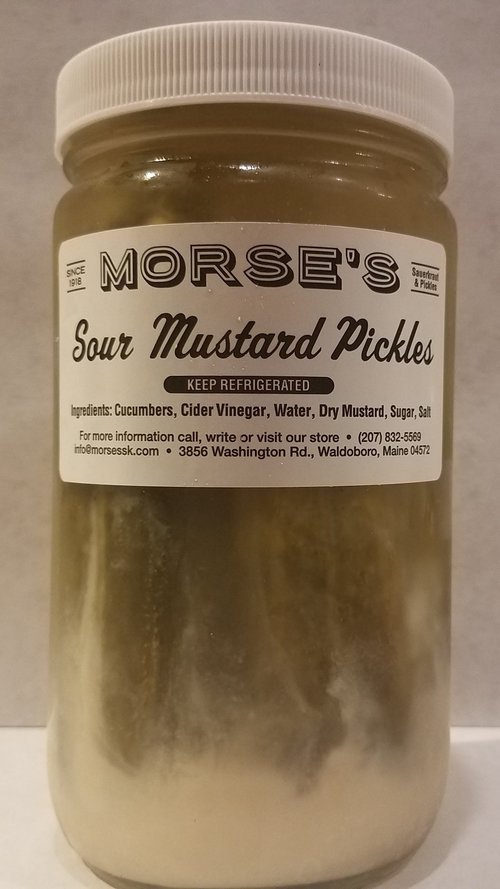 SINCE 1918
MORSE'S
Sauerkraut & Pickles
Sour Mustard Pickles
KEEP REFRIGERATED
Ingredients: Cucumbers, Cider Vinegar, Water, Dry Mustard, Sugar, Salt
For more information call, write or visit our store • (207) 832-5569
info@morsessk.com • 3856 Washington Rd., Waldoboro, Maine 04572